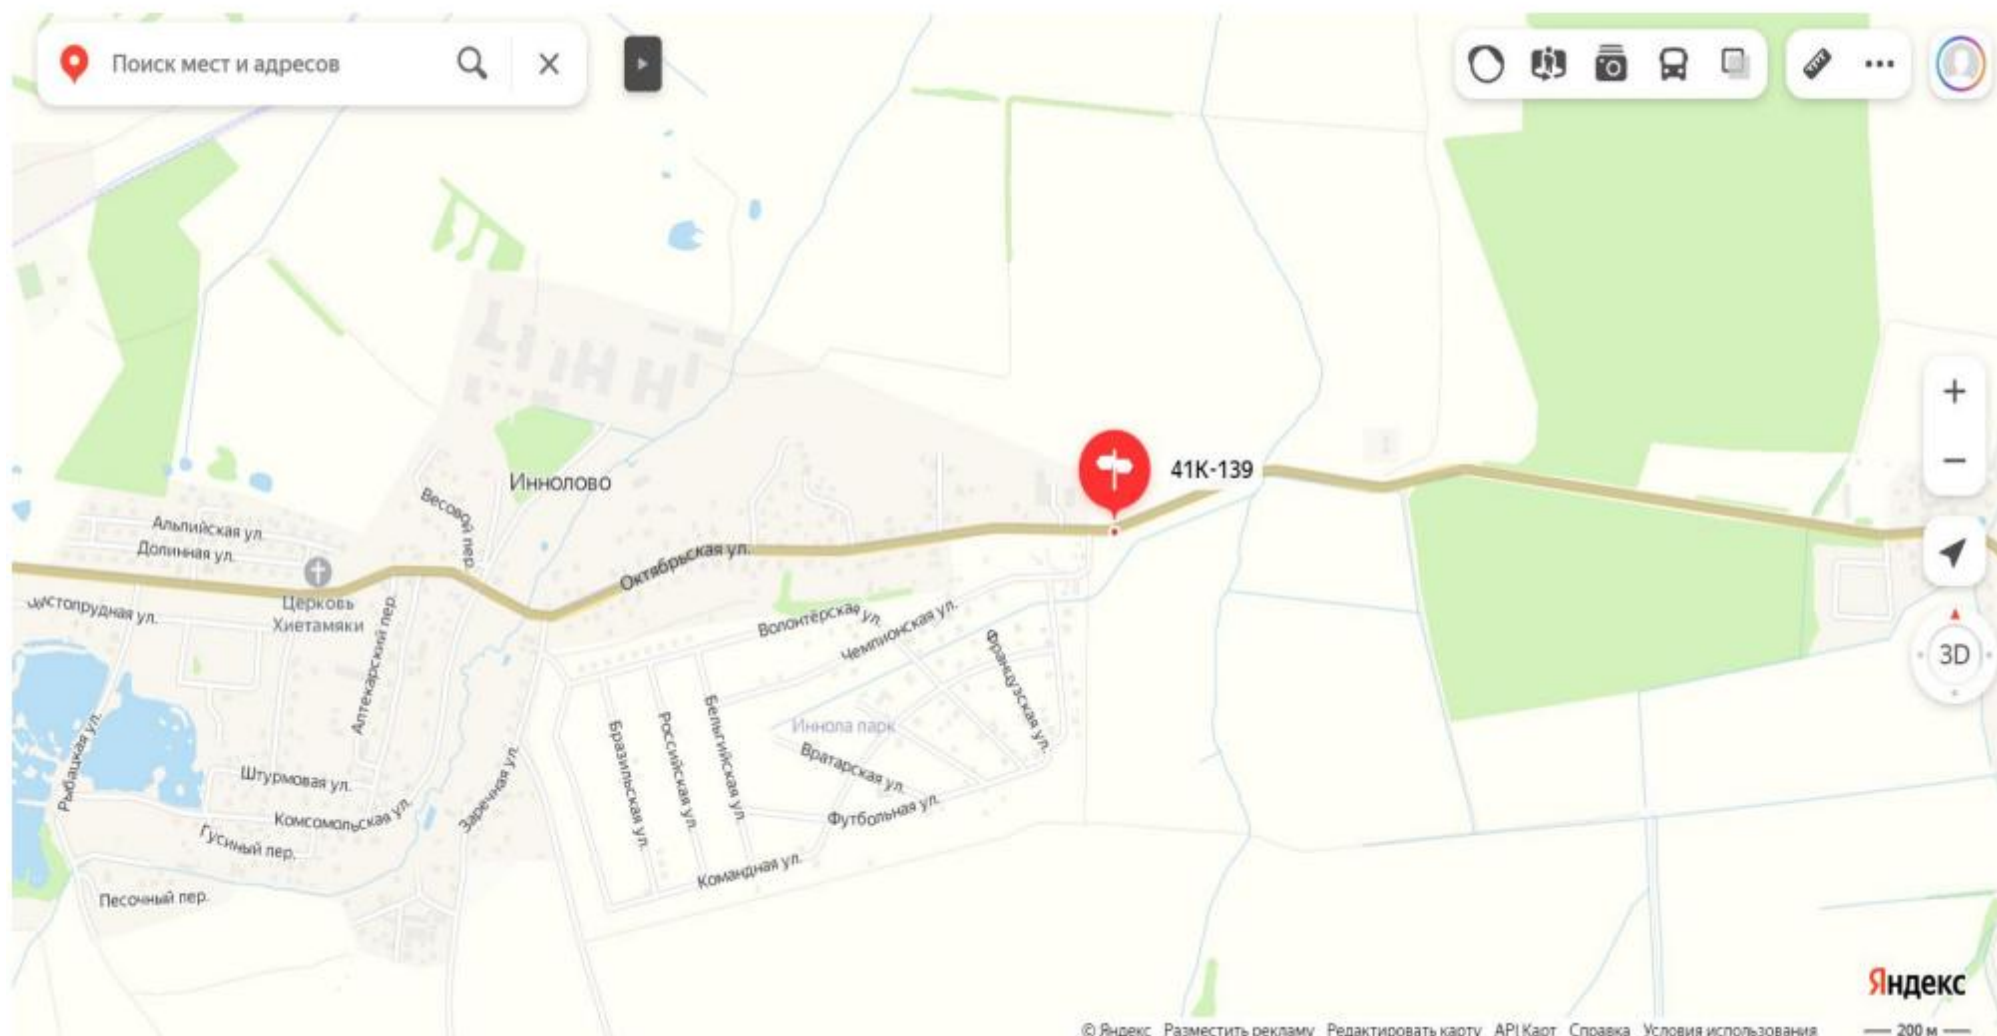 Поиск мест и адресов
41К-139
Иннолово
Весовой пер.
Альпийская ул.
Долинная ул.
Октябрьская ул.
Церковь
Хиетамяки
Чистопрудная ул.
Аптекарский пер.
Волонтёрская ул.
Чемпионская ул.
Французская ул.
3D
Рыбацкая ул.
Бразильская ул.
Российская ул.
Бельгийская ул.
Иннола парк
Вратарская ул.
Штурмовая ул.
Заречная ул.
Комсомольская ул.
Футбольная ул.
Гусиный пер.
Командная ул.
Песочный пер.
Яндекс
© Яндекс Разместить рекламу Редактировать карту API Карт Справка Условия использования 200 м